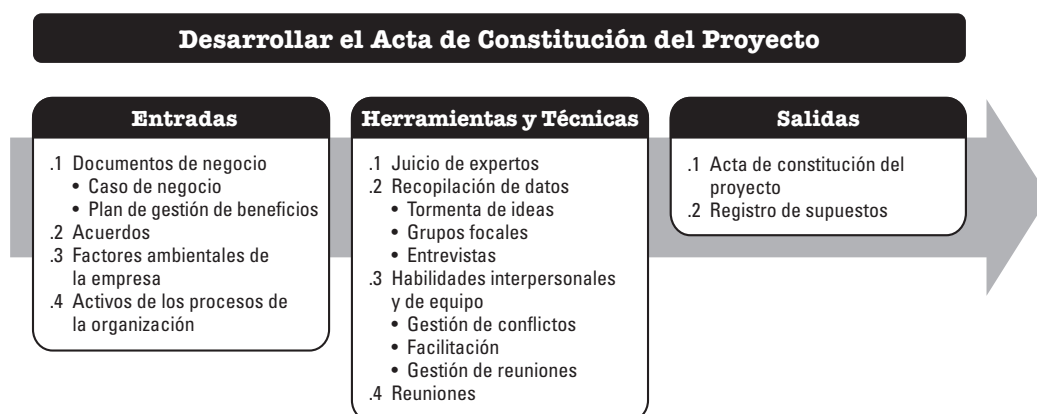 Desarrollar el Acta de Constitución del Proyecto
Entradas
.1 Documentos de negocio
• Caso de negocio
• Plan de gestión de beneficios
.2 Acuerdos
.3 Factores ambientales de
la empresa
.4 Activos de los procesos de
la organización
Herramientas y Técnicas
.1 Juicio de expertos
.2 Recopilación de datos
• Tormenta de ideas
• Grupos focales
• Entrevistas
.3 Habilidades interpersonales
y de equipo
• Gestión de conflictos
• Facilitación
• Gestión de reuniones
.4 Reuniones
Salidas
.1 Acta de constitución del
proyecto
.2 Registro de supuestos